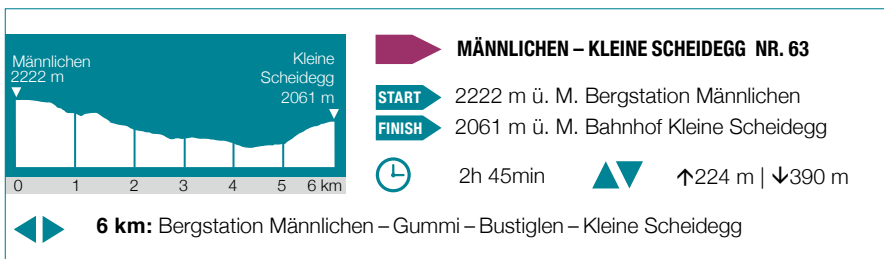 Männlichen
2222 m
Kleine
Scheidegg
2061 m
0 1 2 3 4 5 6 km
MÄNNLICHEN – KLEINE SCHEIDEGG NR. 63
START 2222 m ü. M. Bergstation Männlichen
FINISH 2061 m ü. M. Bahnhof Kleine Scheidegg
2h 45min ↑224 m | ↓390 m
6 km: Bergstation Männlichen – Gummi – Bustiglen – Kleine Scheidegg